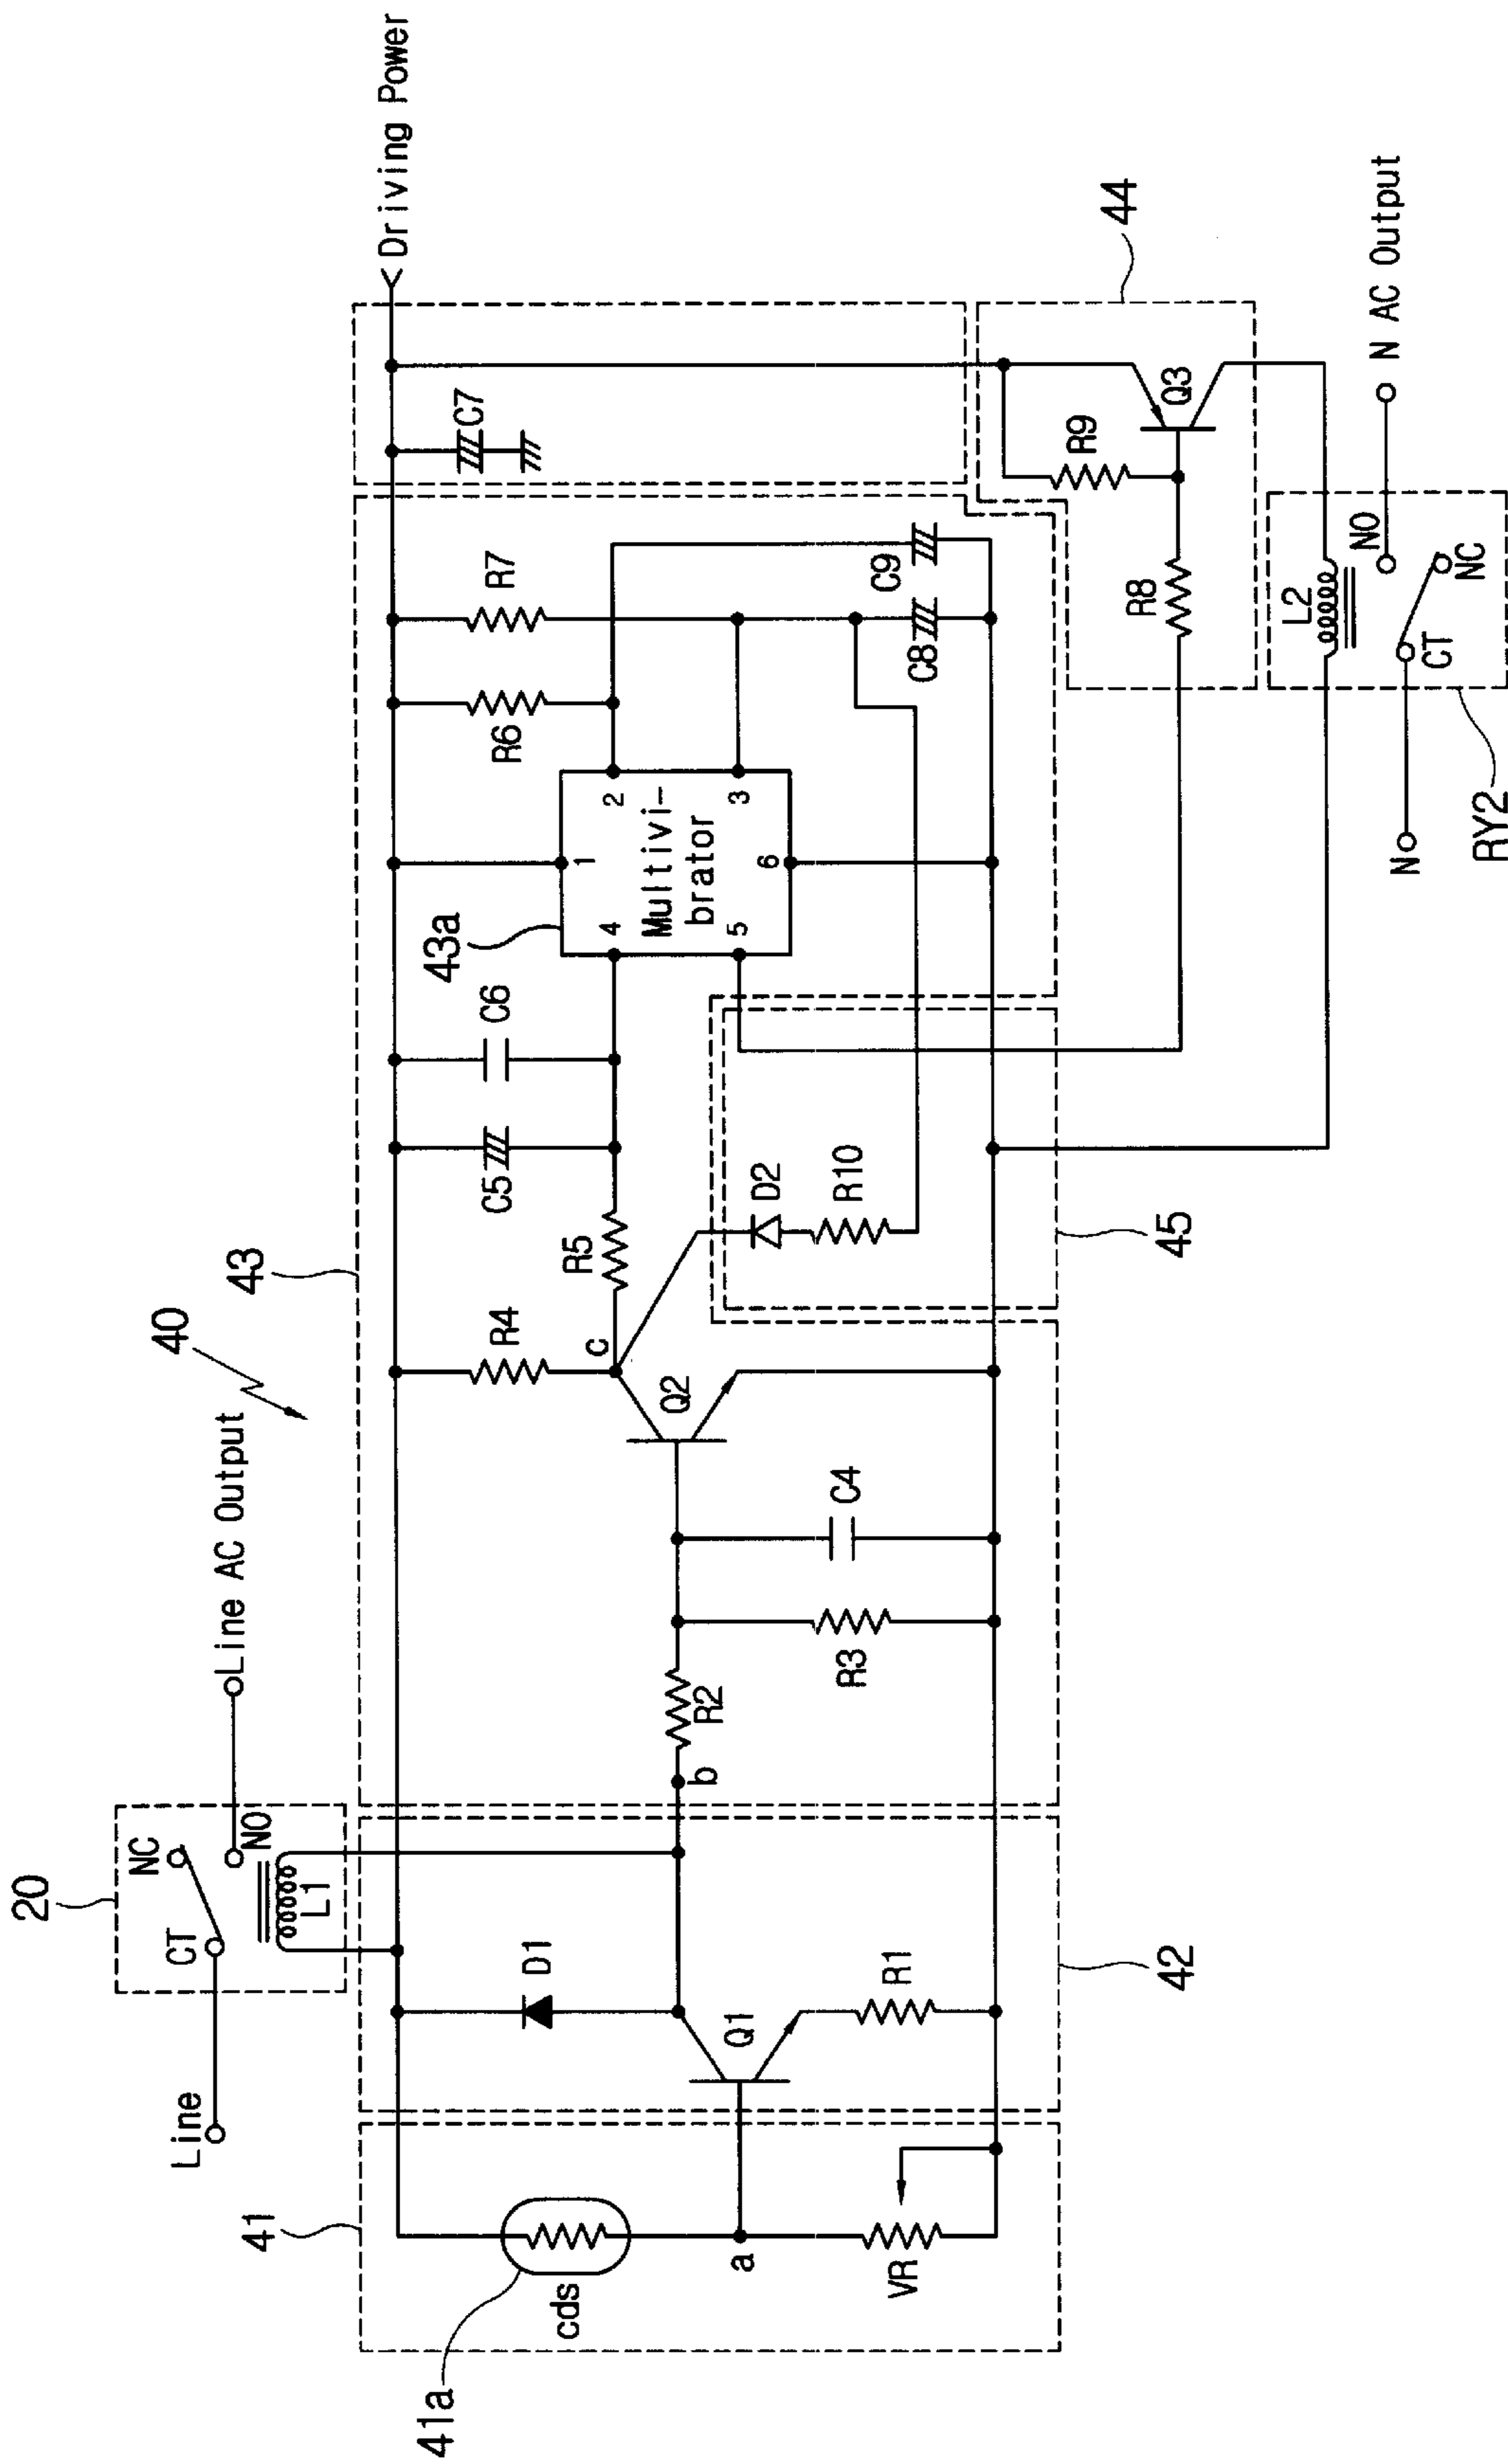 20
NC
CT
NO
L1
Line
Line AC Output
40
43
41
41a
cds
a
VR
D1
Q1
R1
42
b
R2
R3
C4
Q2
c
R4
R5
C5
C6
D2
R10
45
43a
Multivi-
brator
1
2
3
4
5
6
R6
R7
C8
C9
C7
Driving Power
44
R8
R9
Q3
L2
NO
CT
NC
N
N AC Output
RY2